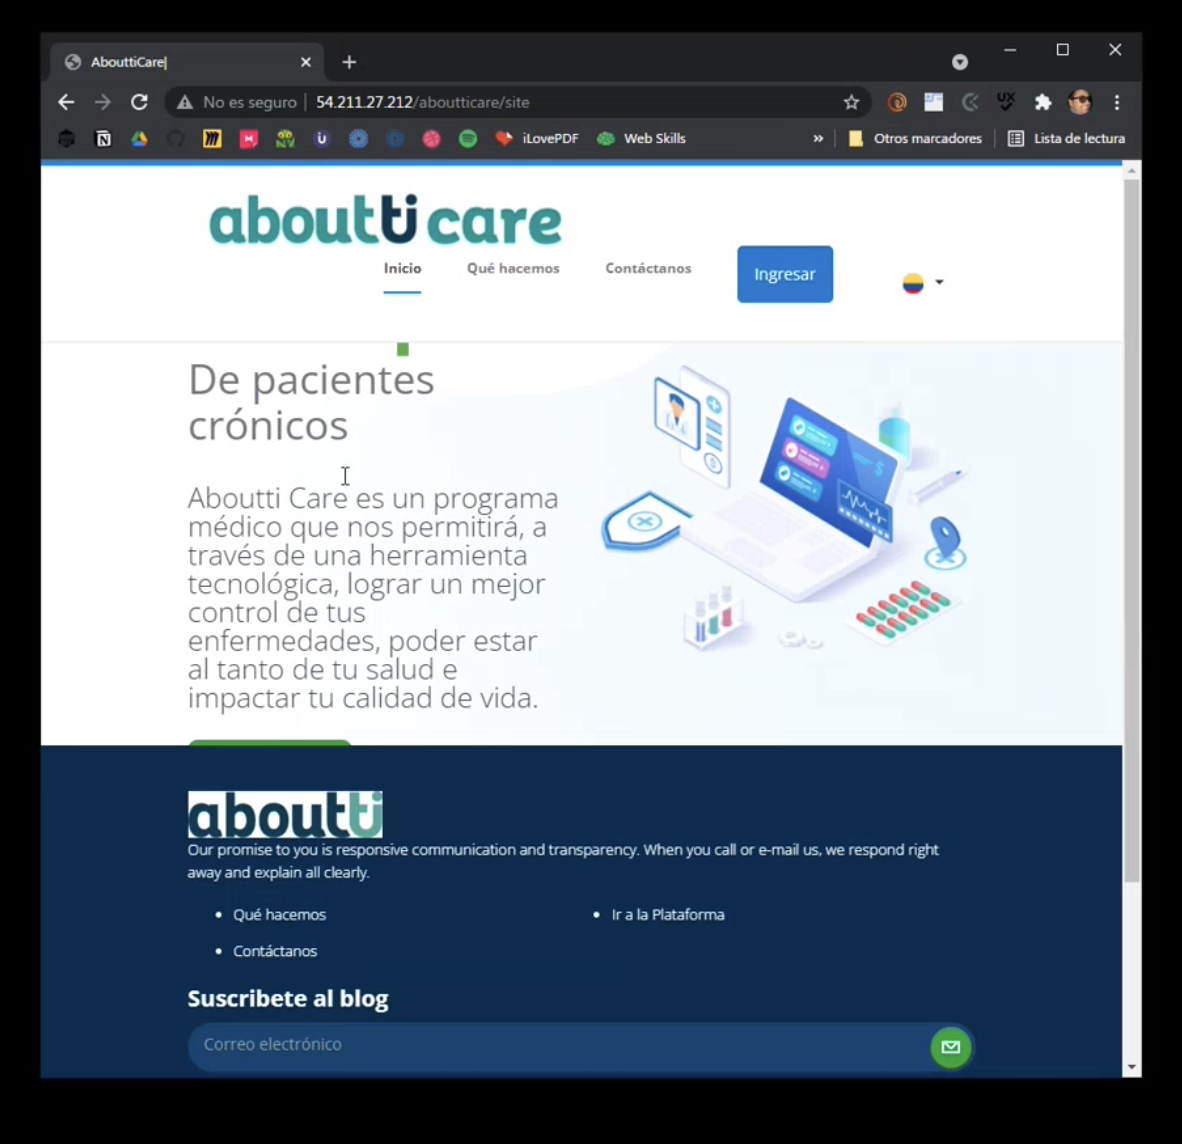 AbouttiCare|
No es seguro | 54.211.27.212/aboutticare/site
iLovePDF
Web Skills
»
Otros marcadores
Lista de lectura
aboutti care
Inicio
Qué hacemos
Contáctanos
Ingresar
De pacientes
crónicos
Aboutti Care es un programa
médico que nos permitirá, a
través de una herramienta
tecnológica, lograr un mejor
control de tus
enfermedades, poder estar
al tanto de tu salud e
impactar tu calidad de vida.
aboutti
Our promise to you is responsive communication and transparency. When you call or e-mail us, we respond right
away and explain all clearly.
• Qué hacemos
• Ir a la Plataforma
• Contáctanos
Suscribete al blog
Correo electrónico